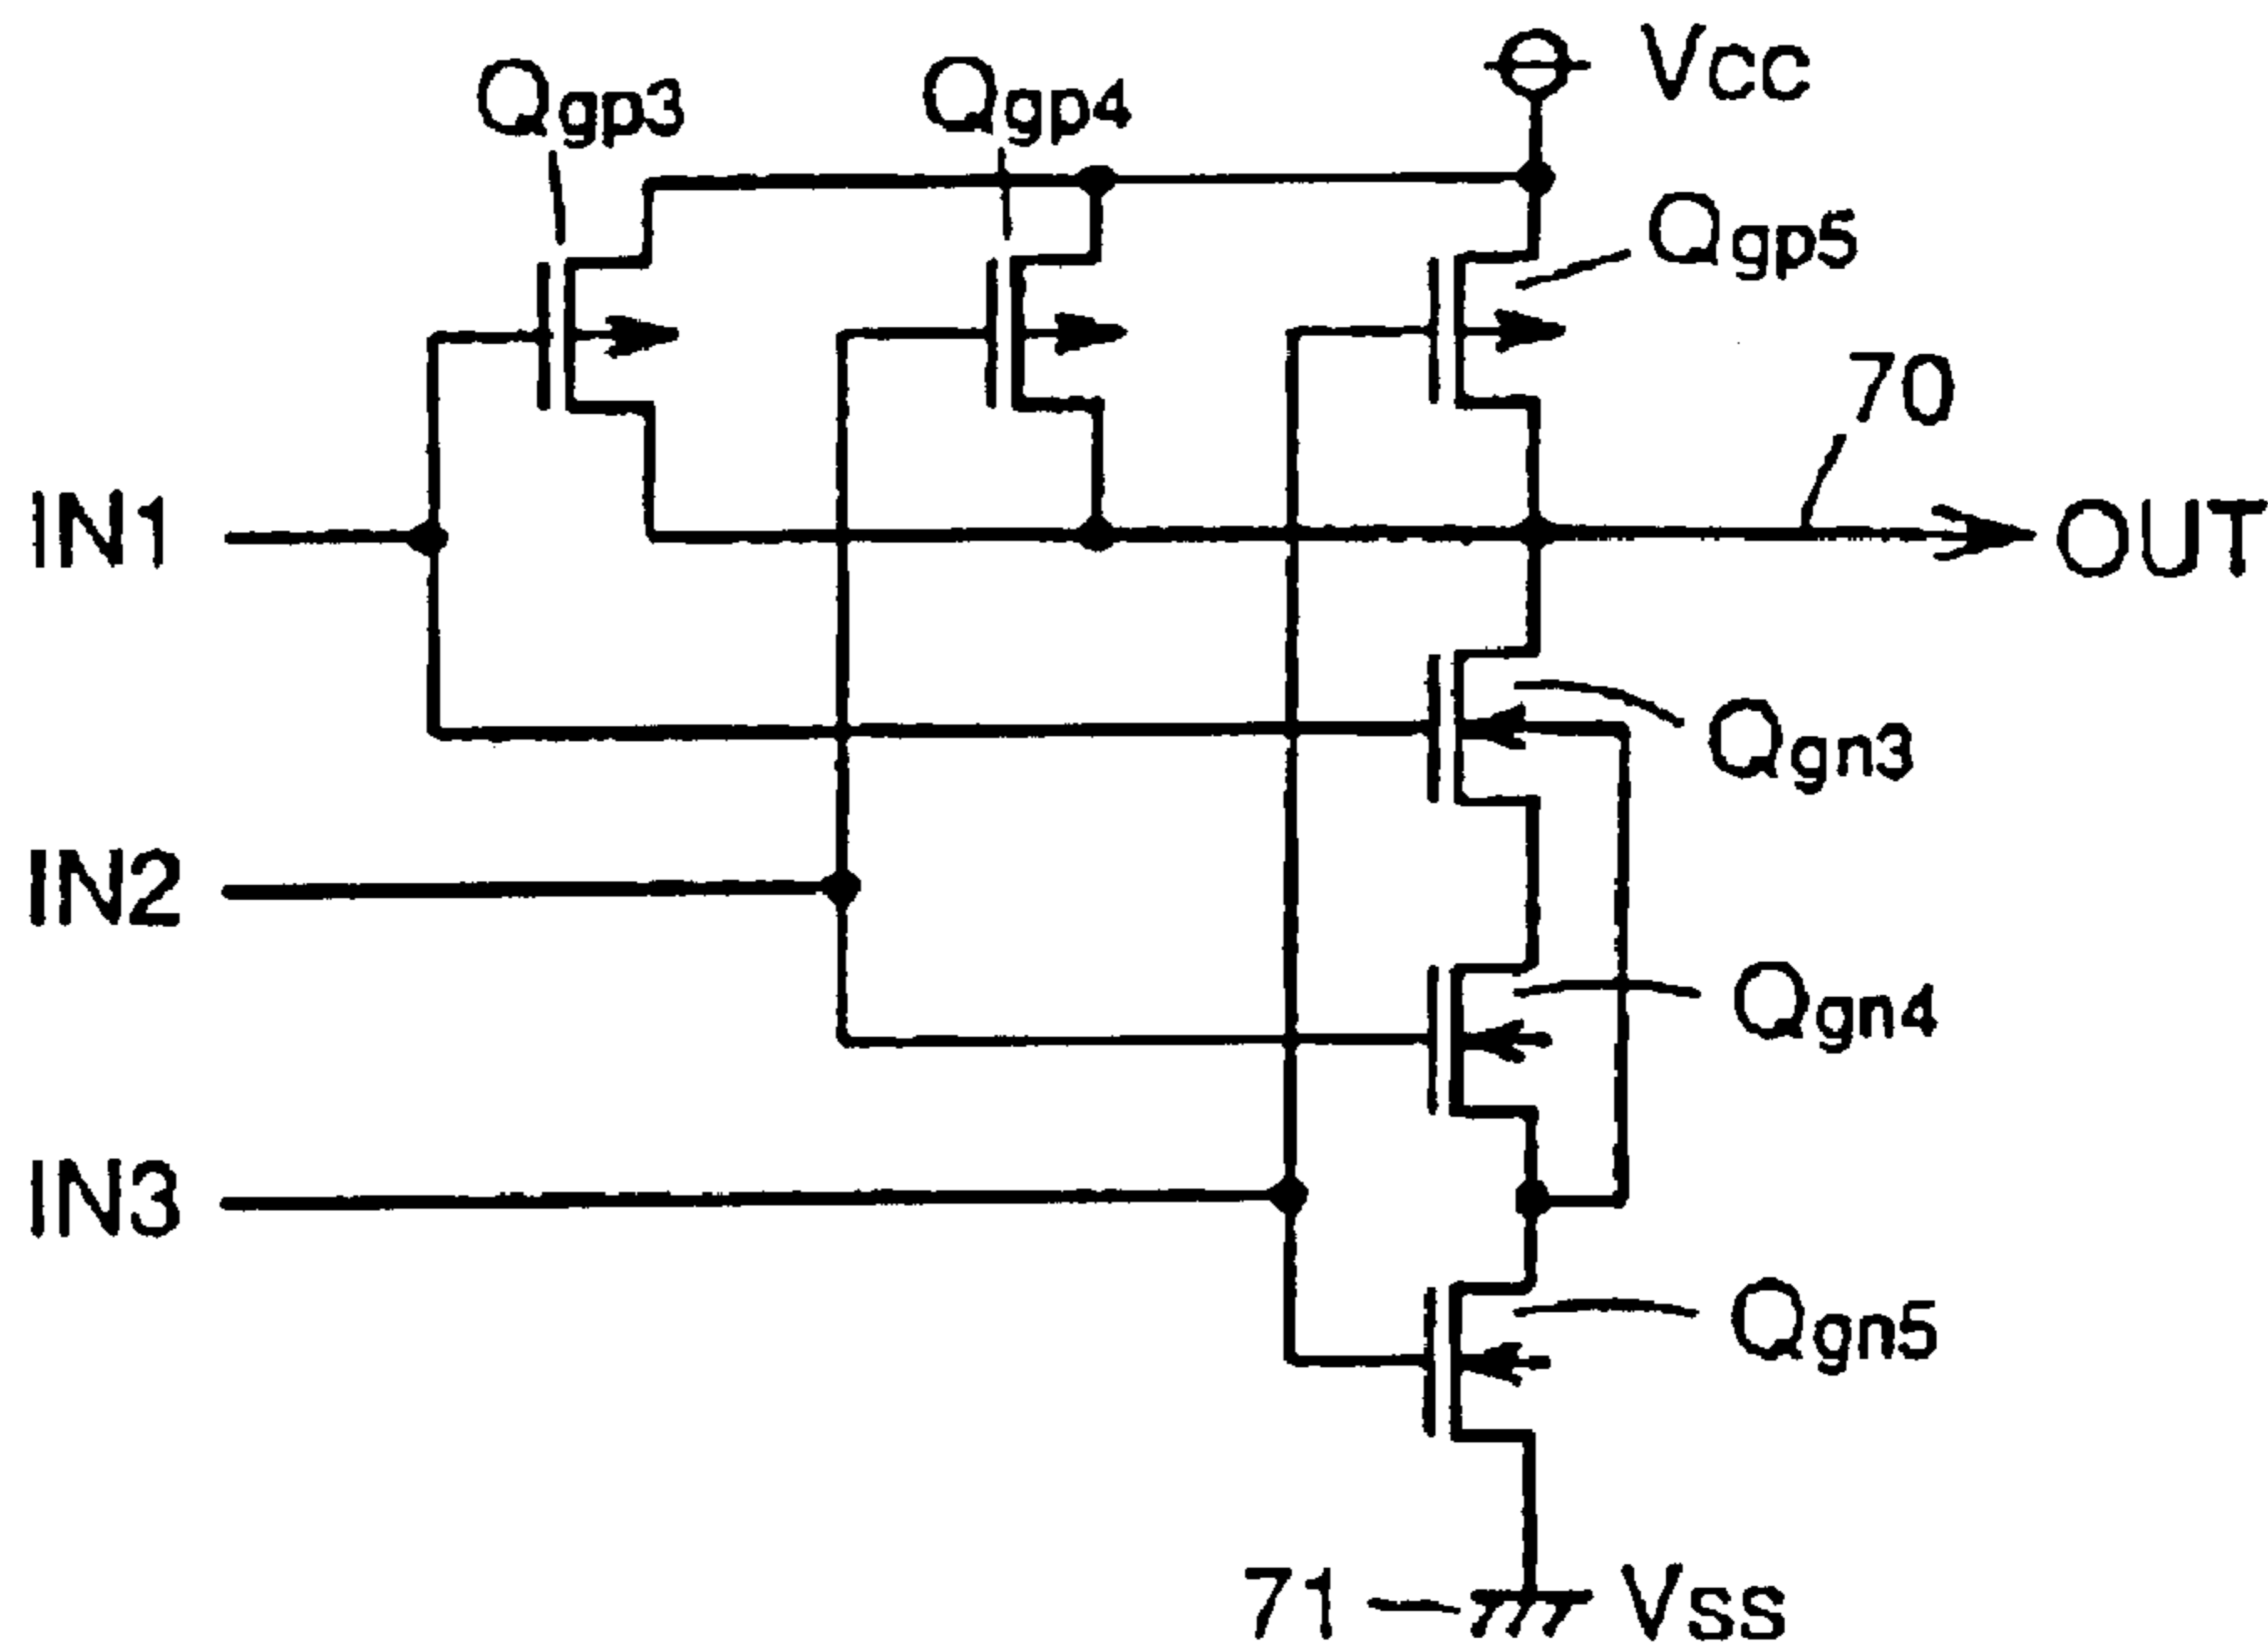 Vcc
Qgp3
Qgp4
Qgp5
70
IN1
OUT
Qgn3
IN2
Qgn4
IN3
Qgn5
71
Vss